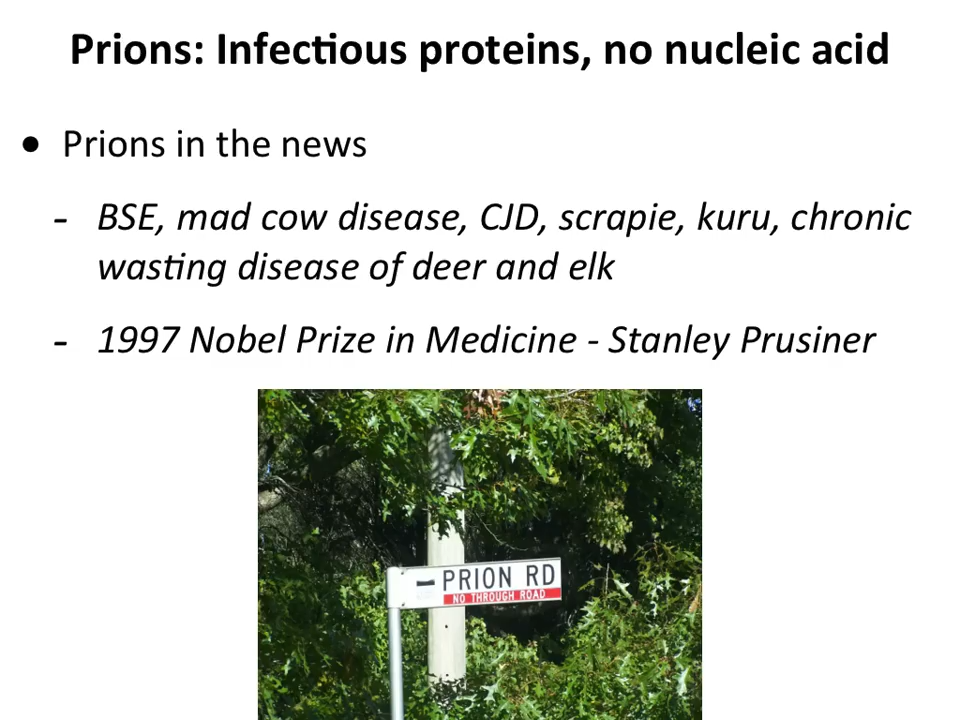 Prions: Infectious proteins, no nucleic acid
• Prions in the news
- BSE, mad cow disease, CJD, scrapie, kuru, chronic
wasting disease of deer and elk
- 1997 Nobel Prize in Medicine - Stanley Prusiner
PRION RD
NO THROUGH ROAD